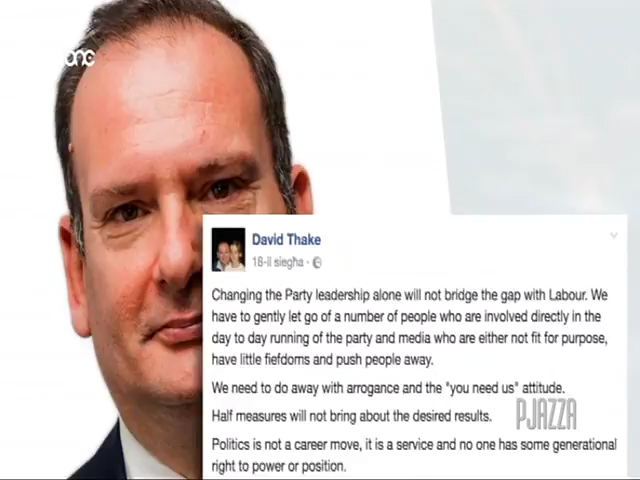 one
David Thake
18-il siegħa
Changing the Party leadership alone will not bridge the gap with Labour. We
have to gently let go of a number of people who are involved directly in the
day to day running of the party and media who are either not fit for purpose,
have little fiefdoms and push people away.
We need to do away with arrogance and the "you need us" attitude.
Half measures will not bring about the desired results.
PJAZZA
Politics is not a career move, it is a service and no one has some generational
right to power or position.